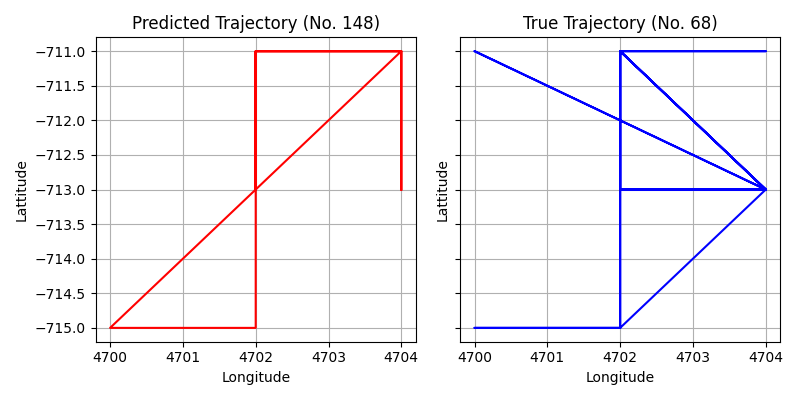 Predicted Trajectory (No. 148)
True Trajectory (No. 68)
−711.0
−711.5
−712.0
−712.5
−713.0
−713.5
−714.0
−714.5
−715.0
Lattitude
Lattitude
4700 4701 4702 4703 4704
4700 4701 4702 4703 4704
Longitude
Longitude